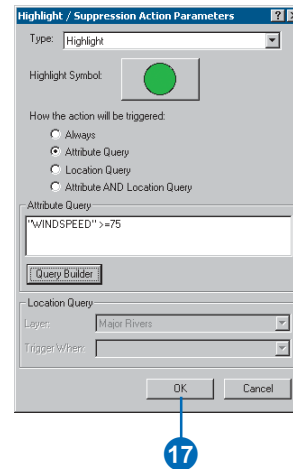 Highlight / Suppression Action Parameters
Type: Highlight
Highlight Symbol:
How the action will be triggered:
Always
Attribute Query
Location Query
Attribute AND Location Query
Attribute Query
"WINDSPEED" >=75
Query Builder
Location Query
Layer: Major Rivers
Trigger When:
OK Cancel
17